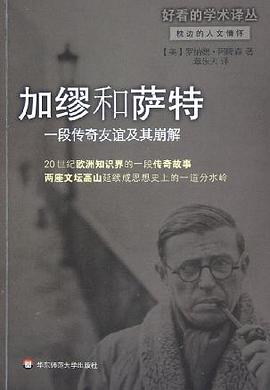 好看的学术译丛
枕边的人文情怀
[美] 罗纳德·阿隆森 著
章乐天 译
加缪和萨特
一段传奇友谊及其崩解
20世纪欧洲知识界的一段传奇故事
两座文坛高山延续成思想史上的一道分水岭
华东师范大学出版社